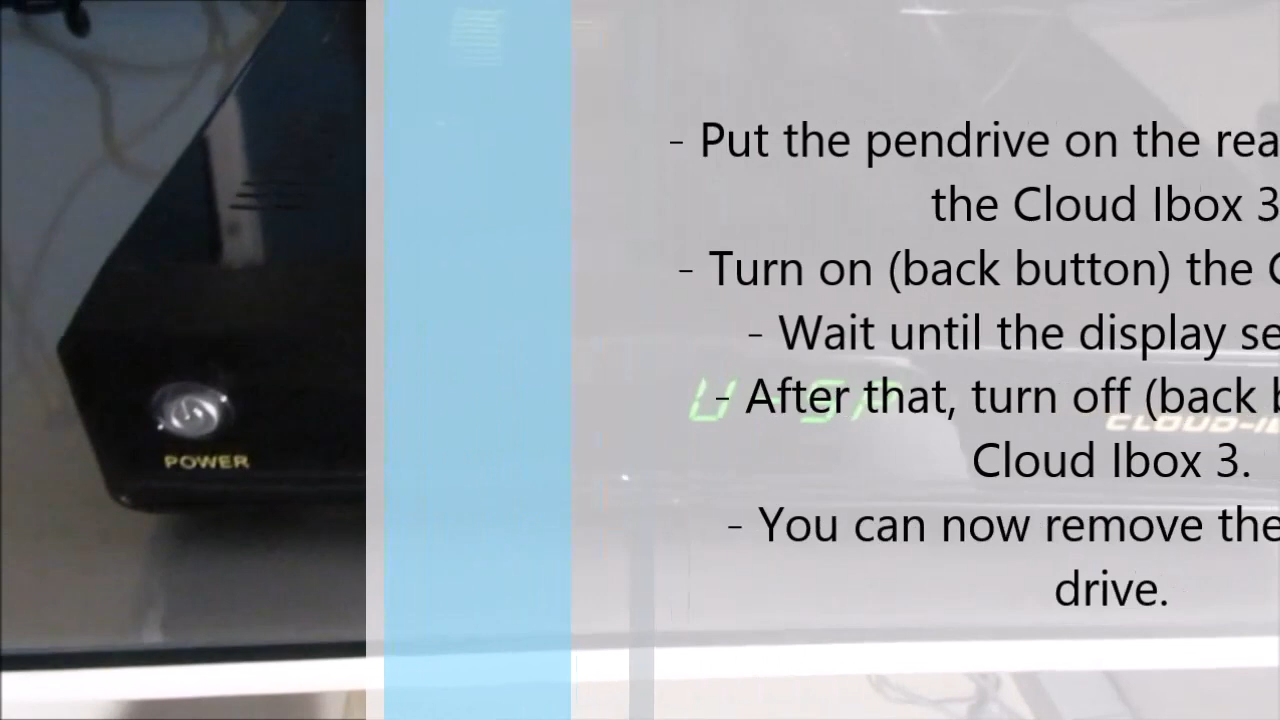 - Put the pendrive on the rea
the Cloud Ibox 3
- Turn on (back button) the
- Wait until the display se
- After that, turn off (back
Cloud Ibox 3.
- You can now remove the
drive.
POWER